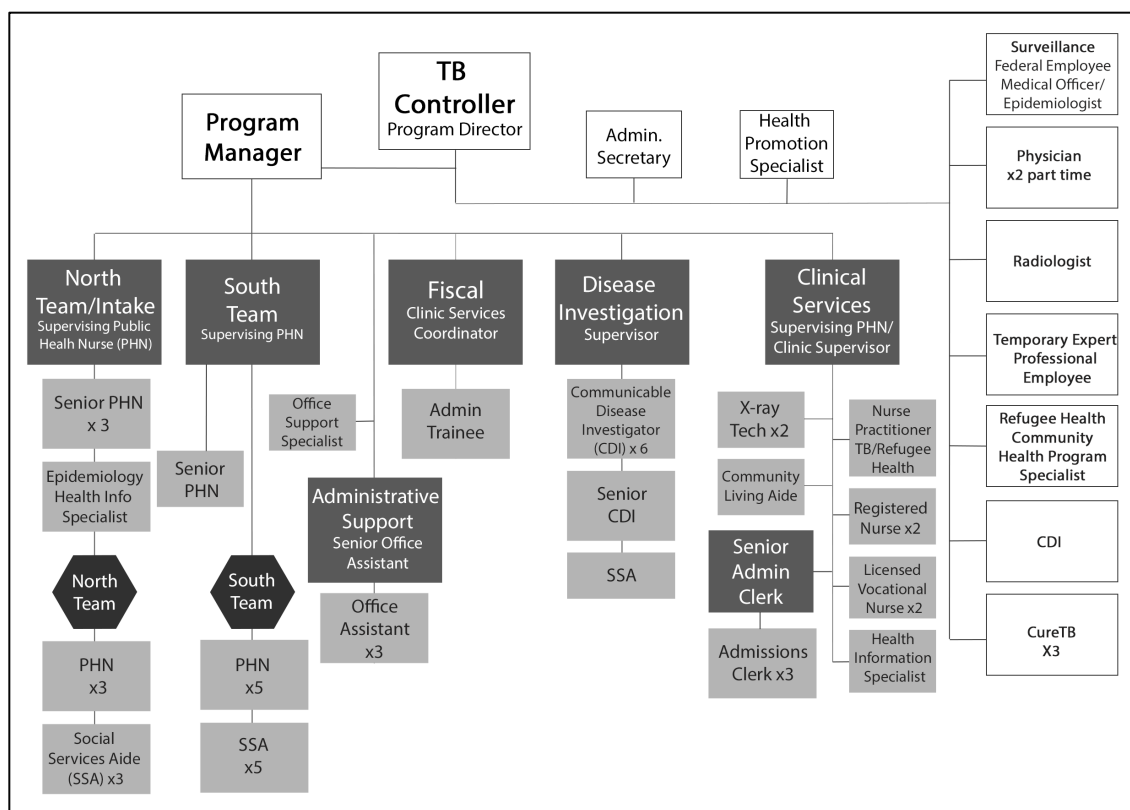 TB
Controller
Program Director
Program
Manager
Admin.
Secretary
Health
Promotion
Specialist
Surveillance
Federal Employee
Medical Officer/
Epidemiologist
Physician
x2 part time
Radiologist
Temporary Expert
Professional
Employee
Refugee Health
Community
Health Program
Specialist
CDI
CureTB
X3
North
Team/Intake
Supervising Public
Healh Nurse (PHN)
Senior PHN
x 3
Epidemiology
Health Info
Specialist
North
Team
PHN
x3
Social
Services Aide
(SSA) x3
South
Team
Supervising PHN
Senior
PHN
South
Team
PHN
x5
SSA
x5
Office
Support
Specialist
Administrative
Support
Senior Office
Assistant
Office
Assistant
x3
Fiscal
Clinic Services
Coordinator
Admin
Trainee
Disease
Investigation
Supervisor
Communicable
Disease
Investigator
(CDI) x 6
Senior
CDI
SSA
Clinical
Services
Supervising PHN/
Clinic Supervisor
X-ray
Tech x2
Community
Living Aide
Senior
Admin
Clerk
Admissions
Clerk x3
Nurse
Practitioner
TB/Refugee
Health
Registered
Nurse x2
Licensed
Vocational
Nurse x2
Health
Information
Specialist